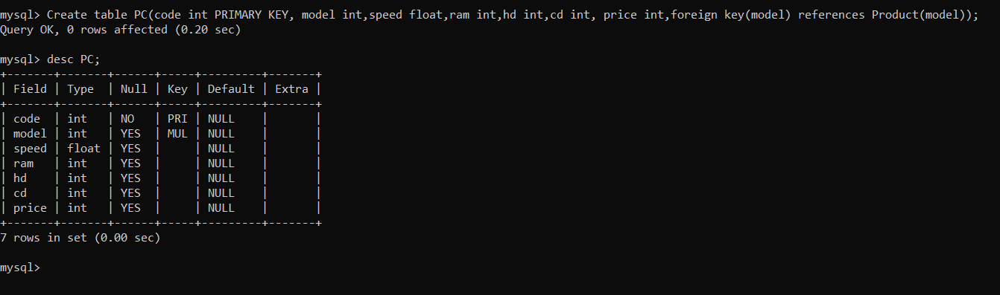 mysql> Create table PC(code int PRIMARY KEY, model int,speed float,ram int,hd int,cd int, price int,foreign key(model) references Product(model));
Query OK, 0 rows affected (0.20 sec)
mysql> desc PC;
+-------+-------+------+-----+---------+-------+
| Field | Type  | Null | Key | Default | Extra |
+-------+-------+------+-----+---------+-------+
| code  | int   | NO   | PRI | NULL    |       |
| model | int   | YES  | MUL | NULL    |       |
| speed | float | YES  |     | NULL    |       |
| ram   | int   | YES  |     | NULL    |       |
| hd    | int   | YES  |     | NULL    |       |
| cd    | int   | YES  |     | NULL    |       |
| price | int   | YES  |     | NULL    |       |
+-------+-------+------+-----+---------+-------+
7 rows in set (0.00 sec)
mysql>